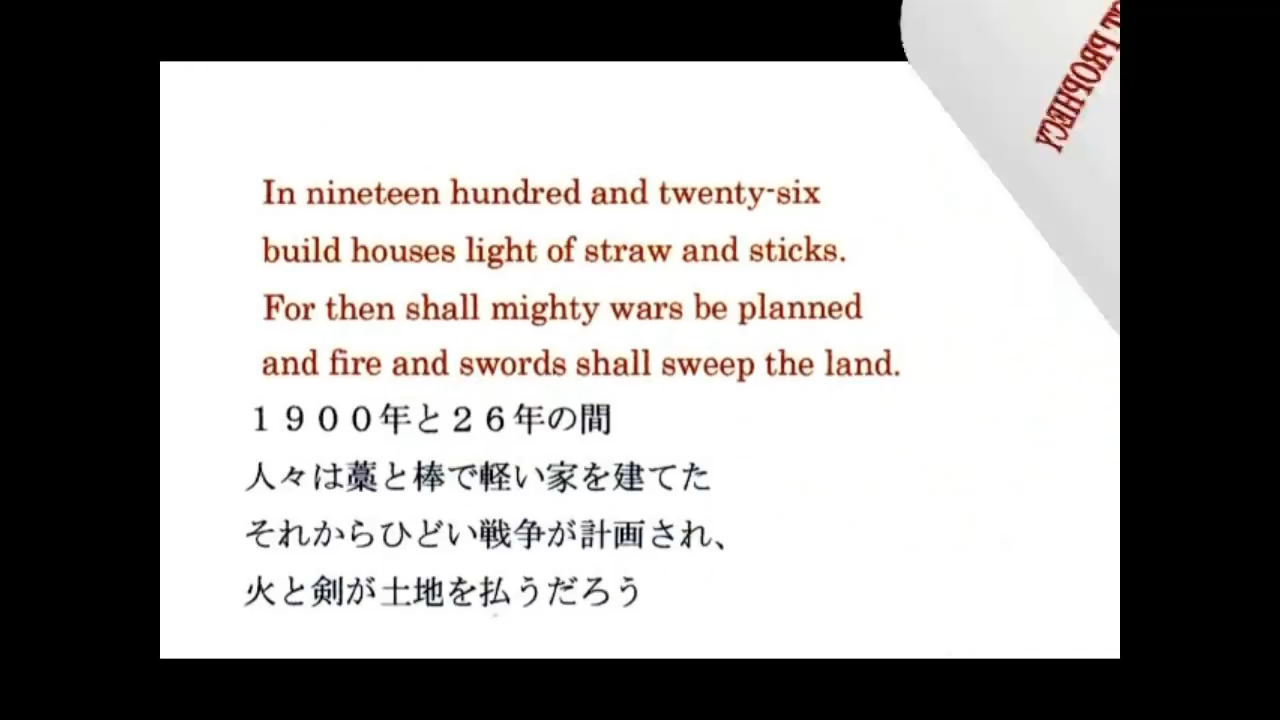 PROPHECY
In nineteen hundred and twenty-six
build houses light of straw and sticks.
For then shall mighty wars be planned
and fire and swords shall sweep the land.
１９００年と２６年の間
人々は藁と棒で軽い家を建てた
それからひどい戦争が計画され、
火と剣が土地を払うだろう